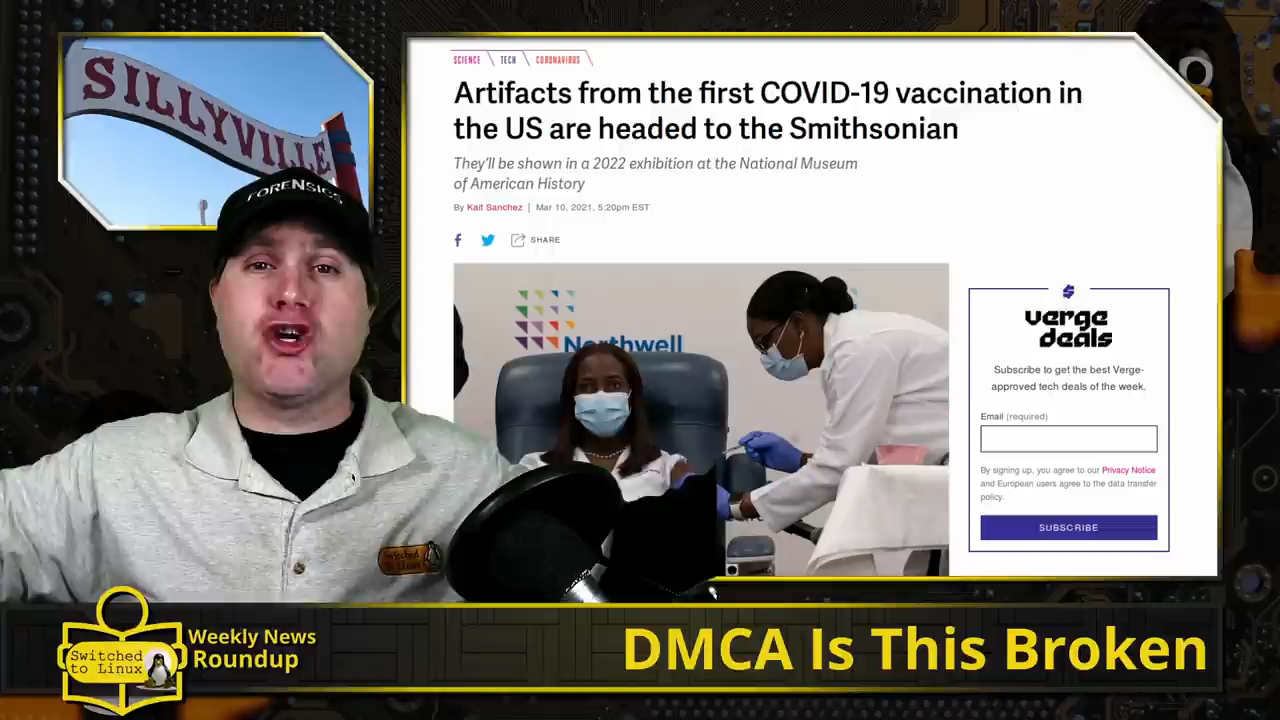 SILLYVILLE
FORENSICS
SCIENCE TECH CORONAVIRUS
Artifacts from the first COVID-19 vaccination in
the US are headed to the Smithsonian
They'll be shown in a 2022 exhibition at the National Museum
of American History
By Kait Sanchez | Mar 10, 2021, 5:20pm EST
f SHARE
Northwell
verge
deals
Subscribe to get the best Verge-
approved tech deals of the week.
Email (required)
By signing up, you agree to our Privacy Notice
and European users agree to the data transfer
policy.
SUBSCRIBE
Switched
to Linux
Switched
to Linux
Weekly News
Roundup
DMCA Is This Broken